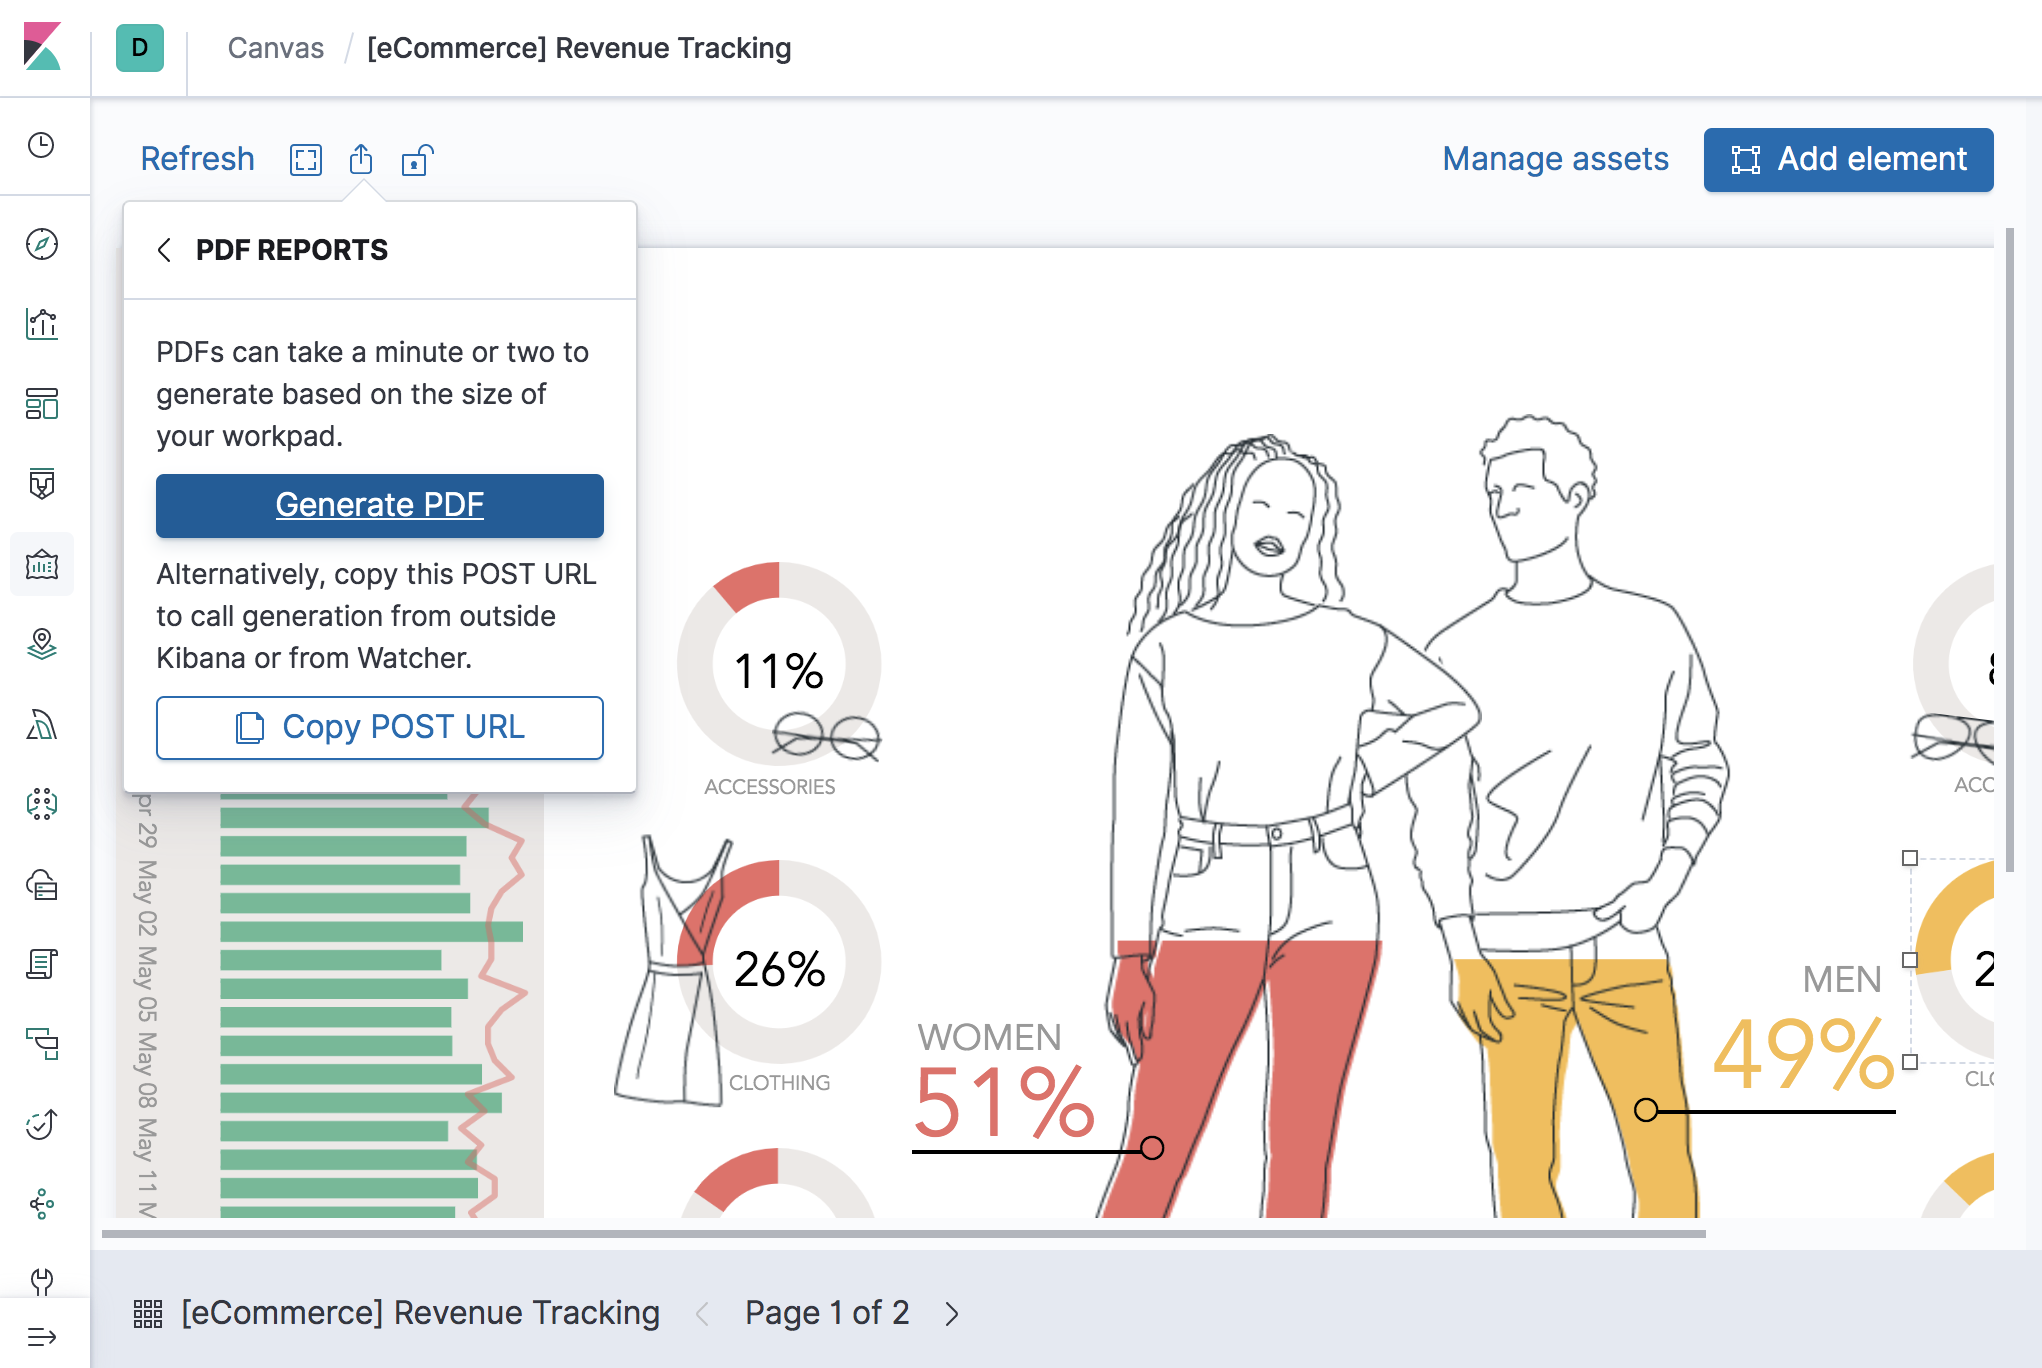 D
Canvas / [eCommerce] Revenue Tracking
Refresh
Manage assets
Add element
PDF REPORTS
PDFs can take a minute or two to
generate based on the size of
your workpad.
Generate PDF
Alternatively, copy this POST URL
to call generation from outside
Kibana or from Watcher.
Copy POST URL
29
May 02
May 05
May 08
May 11
11%
ACCESSORIES
26%
CLOTHING
WOMEN
51%
MEN
49%
[eCommerce] Revenue Tracking
Page 1 of 2